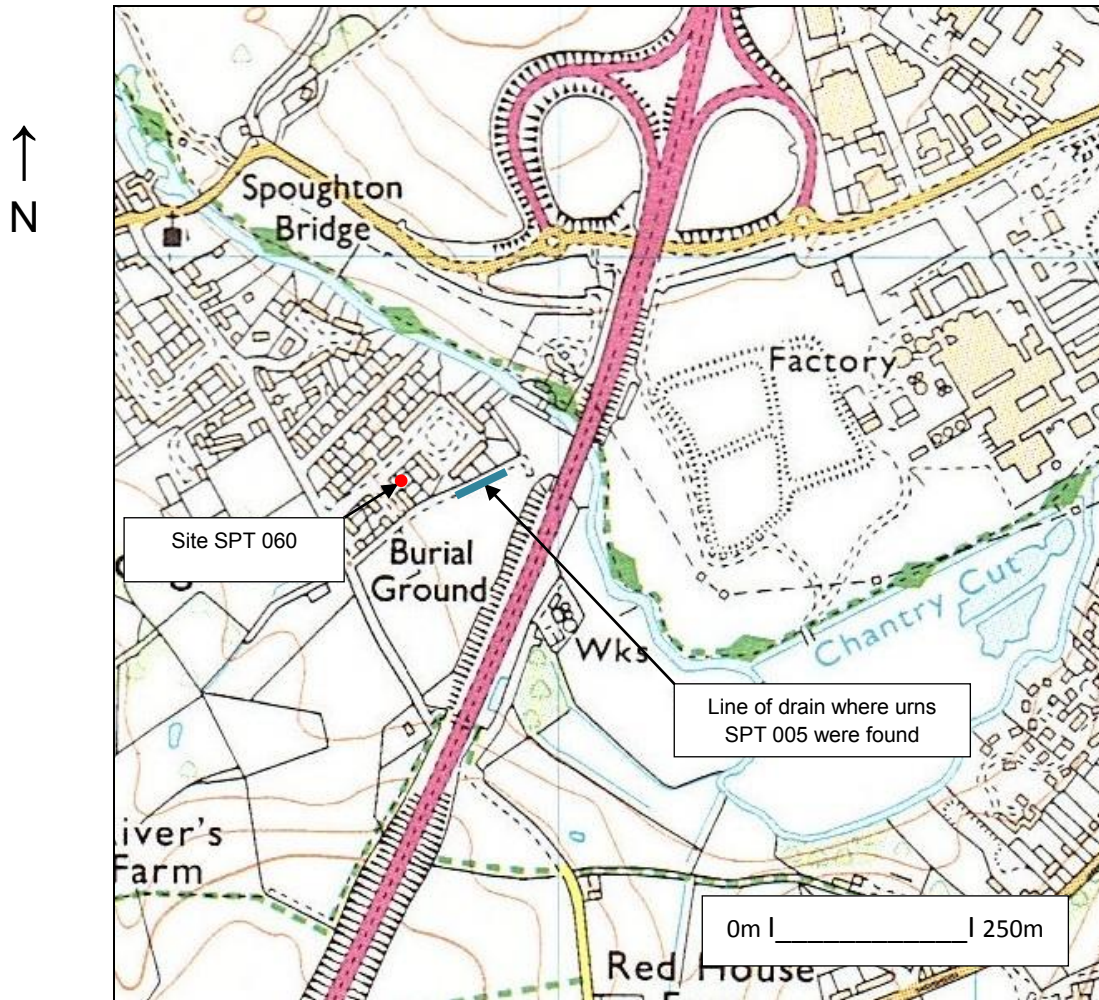 N
Spoughton
Bridge
Factory
Site SPT 060
Burial
Ground
Wks
Chantry Cut
Line of drain where urns
SPT 005 were found
iver's
Farm
0m I I 250m
Red House